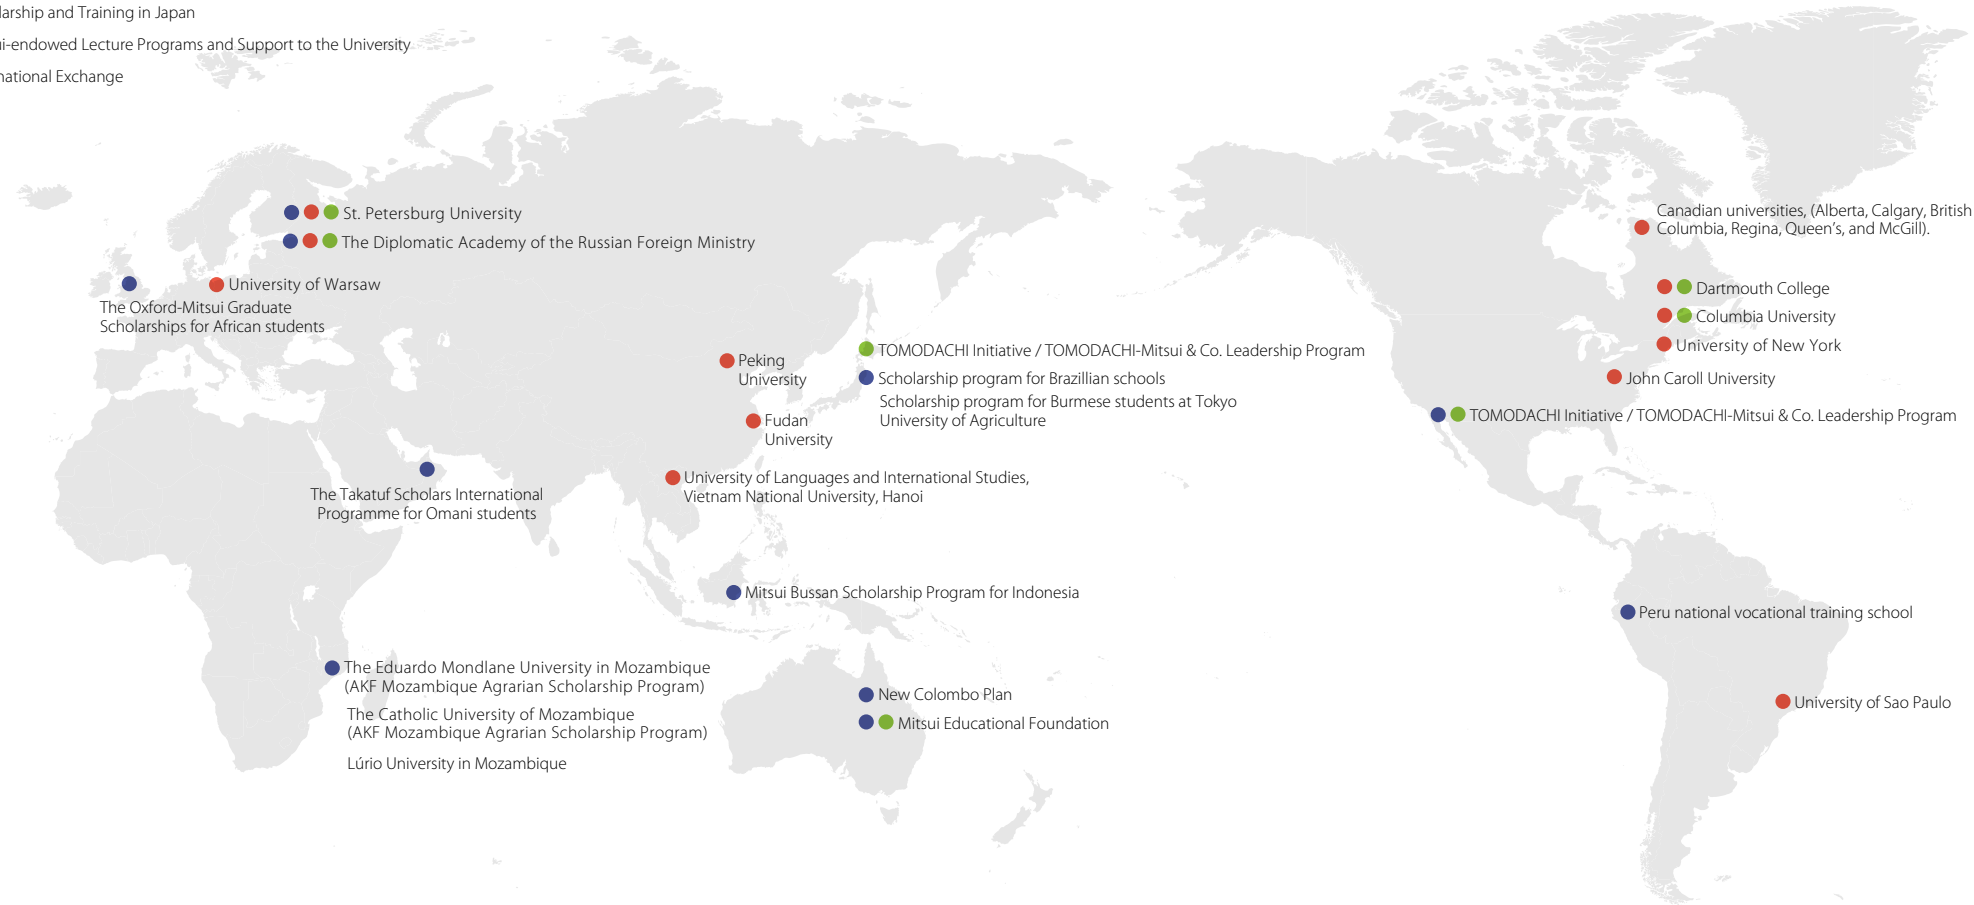 larship and Training in Japan
ui-endowed Lecture Programs and Support to the University
national Exchange
St. Petersburg University
The Diplomatic Academy of the Russian Foreign Ministry
University of Warsaw
The Oxford-Mitsui Graduate
Scholarships for African students
Peking
University
Fudan
University
TOMODACHI Initiative / TOMODACHI-Mitsui & Co. Leadership Program
Scholarship program for Brazillian schools
Scholarship program for Burmese students at Tokyo
University of Agriculture
University of Languages and International Studies,
Vietnam National University, Hanoi
The Takatuf Scholars International
Programme for Omani students
Mitsui Bussan Scholarship Program for Indonesia
The Eduardo Mondlane University in Mozambique
(AKF Mozambique Agrarian Scholarship Program)
The Catholic University of Mozambique
(AKF Mozambique Agrarian Scholarship Program)
Lúrio University in Mozambique
New Colombo Plan
Mitsui Educational Foundation
Canadian universities, (Alberta, Calgary, British
Columbia, Regina, Queen's, and McGill).
Dartmouth College
Columbia University
University of New York
John Caroll University
TOMODACHI Initiative / TOMODACHI-Mitsui & Co. Leadership Program
Peru national vocational training school
University of Sao Paulo